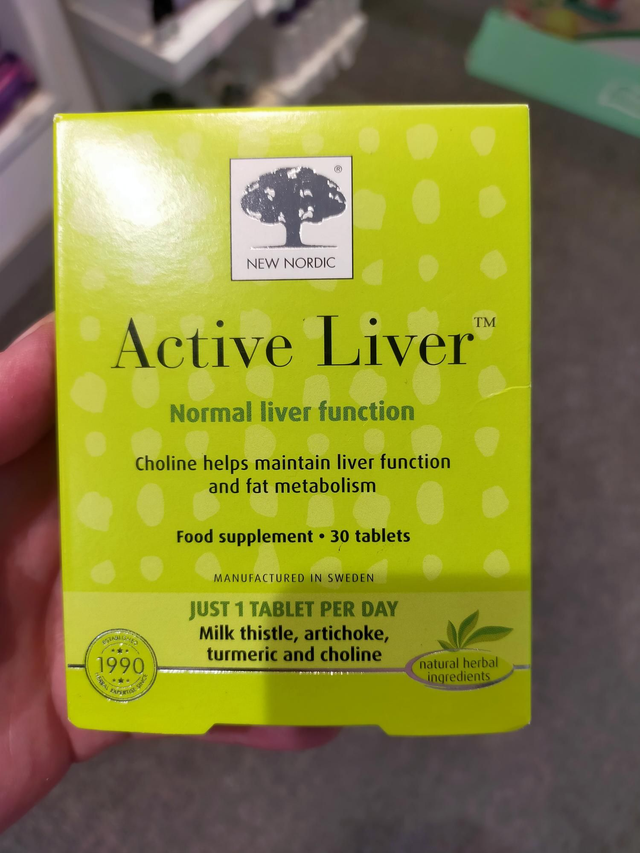 ®
NEW NORDIC
Active Liver™
Normal liver function
Choline helps maintain liver function
and fat metabolism
Food supplement • 30 tablets
MANUFACTURED IN SWEDEN
JUST 1 TABLET PER DAY
Milk thistle, artichoke,
turmeric and choline
1990
natural herbal
ingredients